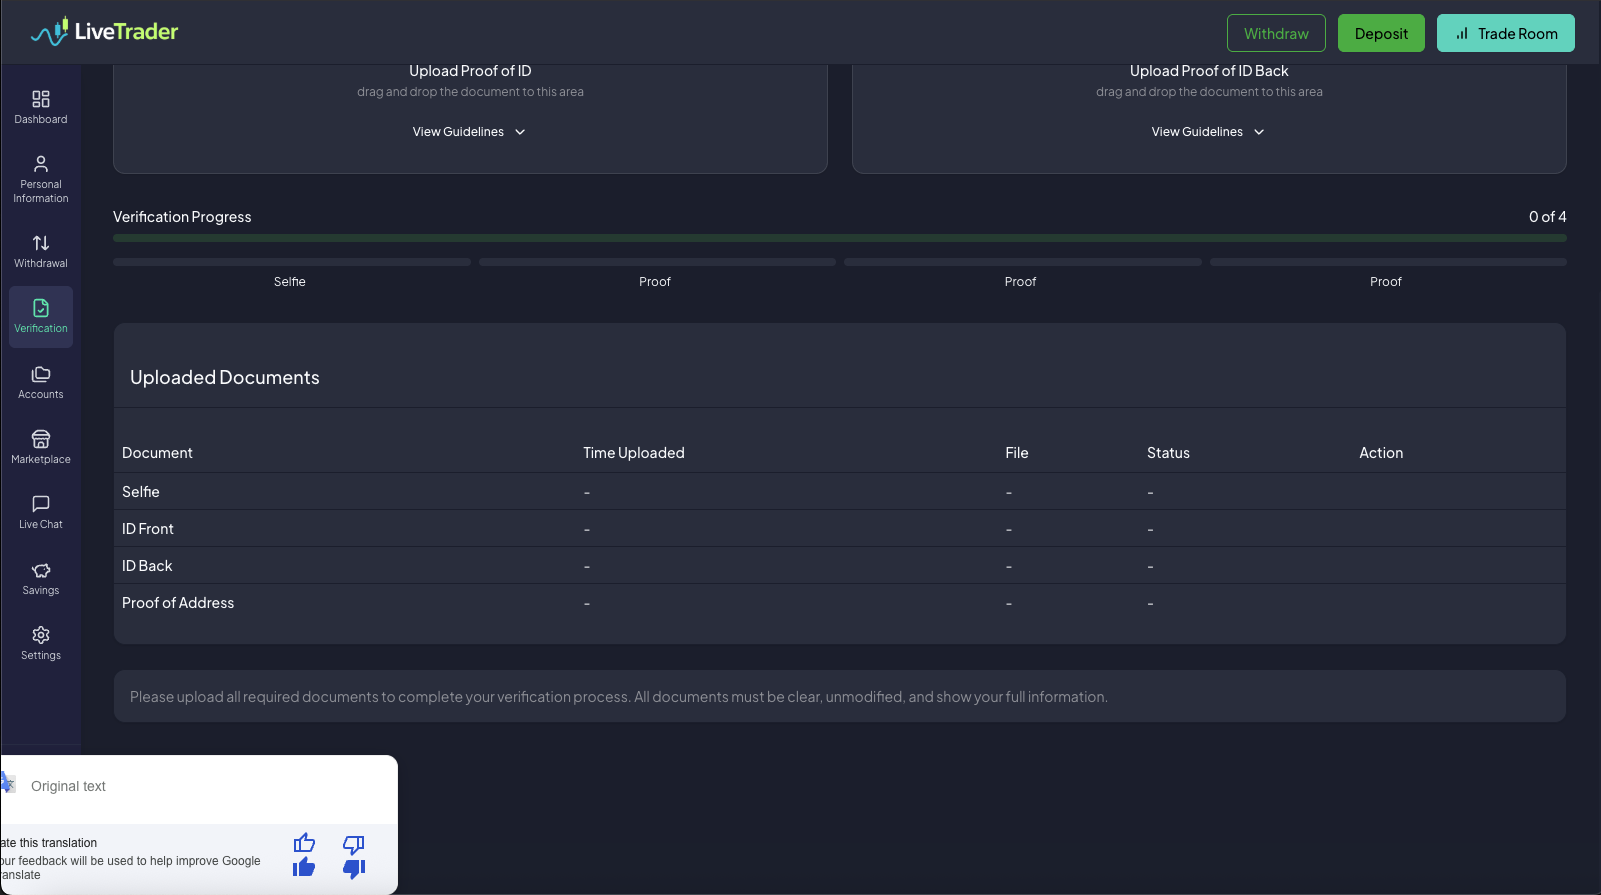 LiveTrader
Withdraw
Deposit
Trade Room
Dashboard
Personal
Information
Withdrawal
Verification
Accounts
Marketplace
Live Chat
Savings
Settings
Upload Proof of ID
drag and drop the document to this area
View Guidelines
Upload Proof of ID Back
drag and drop the document to this area
View Guidelines
Verification Progress
0 of 4
Selfie
Proof
Proof
Proof
Uploaded Documents
Document Time Uploaded File Status Action
Selfie - - -
ID Front - - -
ID Back - - -
Proof of Address - - -
Please upload all required documents to complete your verification process. All documents must be clear, unmodified, and show your full information.
Original text
ate this translation
our feedback will be used to help improve Google
anslate